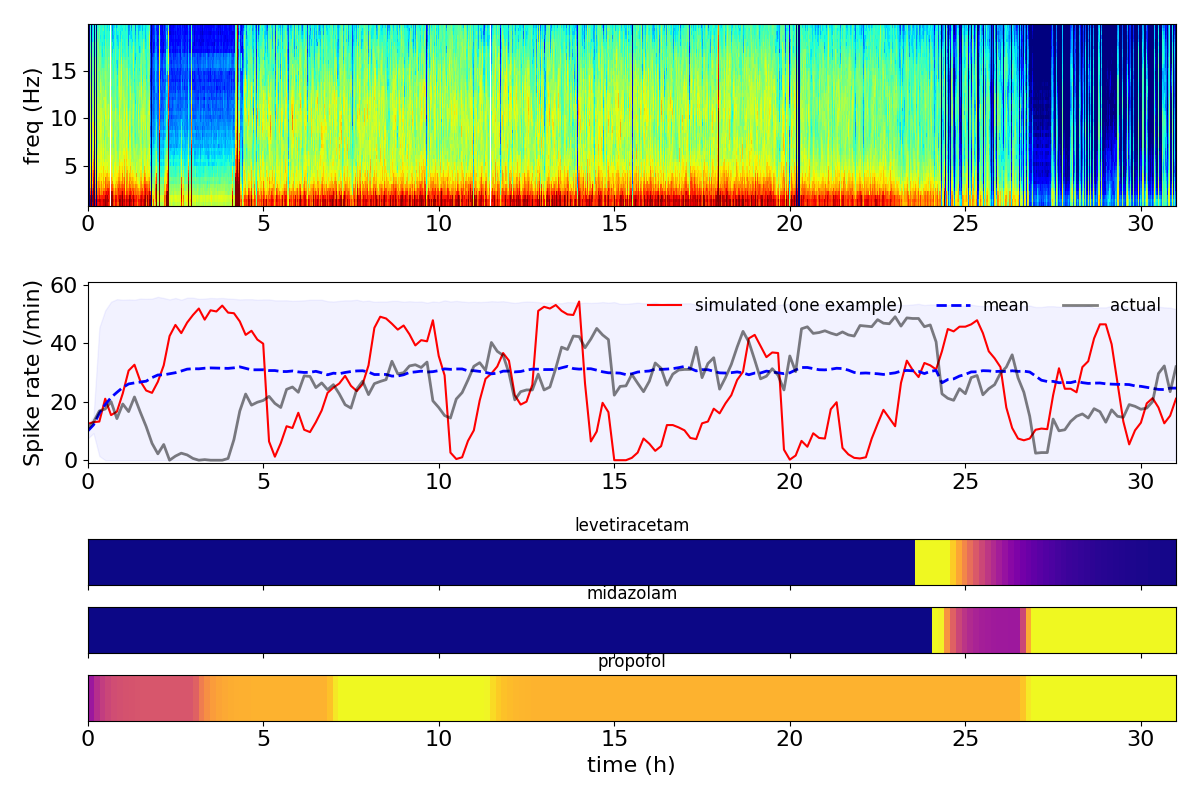 freq (Hz)
15
10
5
0 5 10 15 20 25 30
Spike rate (/min)
60
40
20
0
simulated (one example) mean actual
0 5 10 15 20 25 30
levetiracetam
midazolam
propofol
0 5 10 15 20 25 30
time (h)